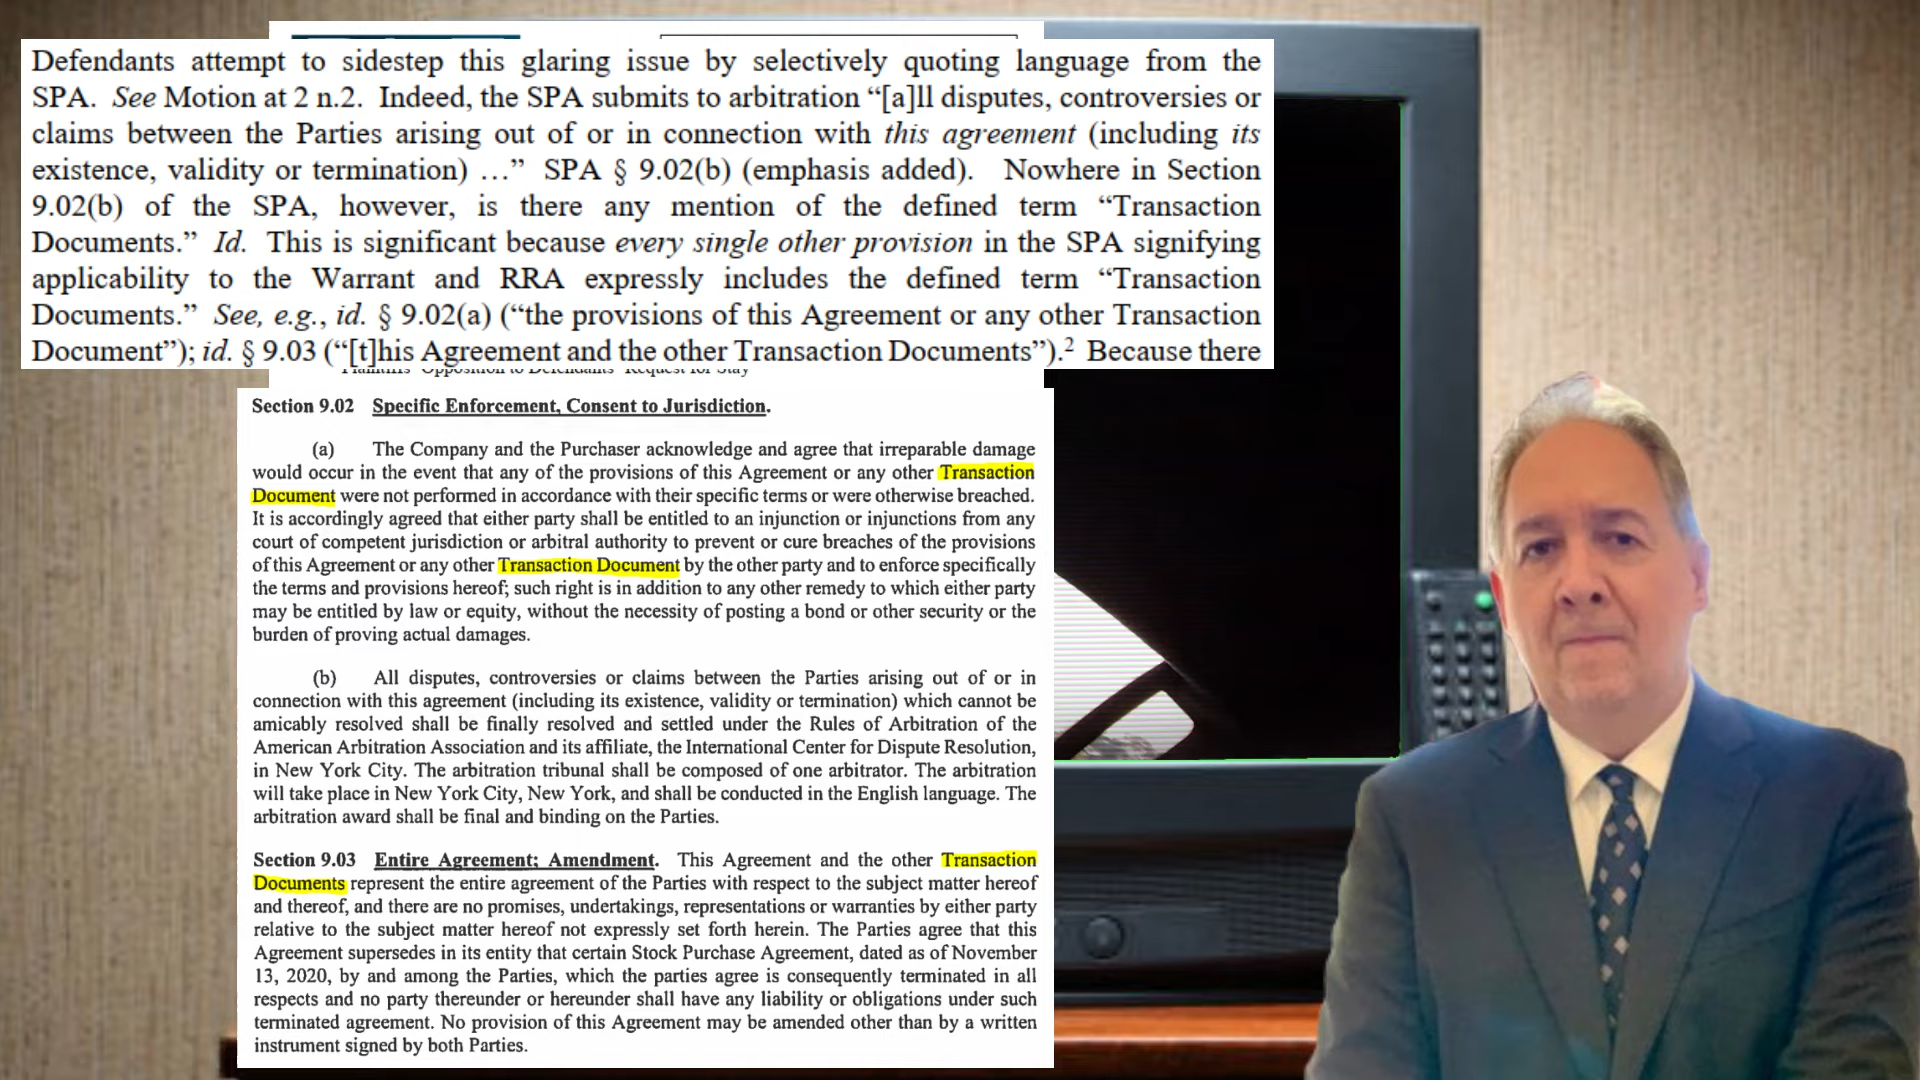 Defendants attempt to sidestep this glaring issue by selectively quoting language from the
SPA. See Motion at 2 n.2. Indeed, the SPA submits to arbitration “[a]ll disputes, controversies or
claims between the Parties arising out of or in connection with this agreement (including its
existence, validity or termination) …” SPA § 9.02(b) (emphasis added). Nowhere in Section
9.02(b) of the SPA, however, is there any mention of the defined term “Transaction
Documents.” Id. This is significant because every single other provision in the SPA signifying
applicability to the Warrant and RRA expressly includes the defined term “Transaction
Documents.” See, e.g., id. § 9.02(a) (“the provisions of this Agreement or any other Transaction
Document”); id. § 9.03 (“[t]his Agreement and the other Transaction Documents”).² Because there
Plaintiffs' Opposition to Defendants' Request for Stay
Section 9.02 Specific Enforcement, Consent to Jurisdiction.
(a) The Company and the Purchaser acknowledge and agree that irreparable damage
would occur in the event that any of the provisions of this Agreement or any other Transaction
Document were not performed in accordance with their specific terms or were otherwise breached.
It is accordingly agreed that either party shall be entitled to an injunction or injunctions from any
court of competent jurisdiction or arbitral authority to prevent or cure breaches of the provisions
of this Agreement or any other Transaction Document by the other party and to enforce specifically
the terms and provisions hereof; such right is in addition to any other remedy to which either party
may be entitled by law or equity, without the necessity of posting a bond or other security or the
burden of proving actual damages.
(b) All disputes, controversies or claims between the Parties arising out of or in
connection with this agreement (including its existence, validity or termination) which cannot be
amicably resolved shall be finally resolved and settled under the Rules of Arbitration of the
American Arbitration Association and its affiliate, the International Center for Dispute Resolution,
in New York City. The arbitration tribunal shall be composed of one arbitrator. The arbitration
will take place in New York City, New York, and shall be conducted in the English language. The
arbitration award shall be final and binding on the Parties.
Section 9.03 Entire Agreement; Amendment. This Agreement and the other Transaction
Documents represent the entire agreement of the Parties with respect to the subject matter hereof
and thereof, and there are no promises, undertakings, representations or warranties by either party
relative to the subject matter hereof not expressly set forth herein. The Parties agree that this
Agreement supersedes in its entity that certain Stock Purchase Agreement, dated as of November
13, 2020, by and among the Parties, which the parties agree is consequently terminated in all
respects and no party thereunder or hereunder shall have any liability or obligations under such
terminated agreement. No provision of this Agreement may be amended other than by a written
instrument signed by both Parties.